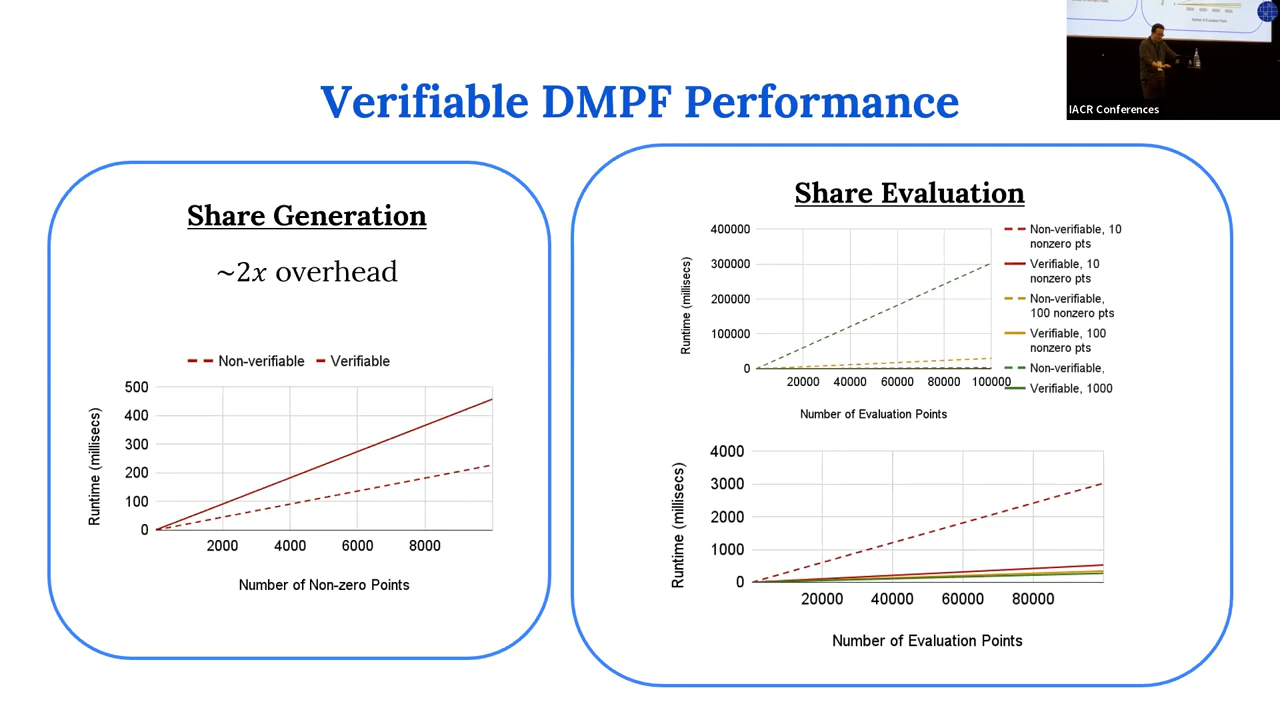 Verifiable DMPF Performance
IACR Conferences
Share Generation
~2x overhead
Non-verifiable
Verifiable
Runtime (millisecs)
500
400
300
200
100
0
2000
4000
6000
8000
Number of Non-zero Points
Share Evaluation
Runtime (millisecs)
400000
300000
200000
100000
0
20000
40000
60000
80000
100000
Number of Evaluation Points
Non-verifiable, 10
nonzero pts
Verifiable, 10
nonzero pts
Non-verifiable,
100 nonzero pts
Verifiable, 100
nonzero pts
Non-verifiable,
Verifiable, 1000
Runtime (millisecs)
4000
3000
2000
1000
0
20000
40000
60000
80000
Number of Evaluation Points